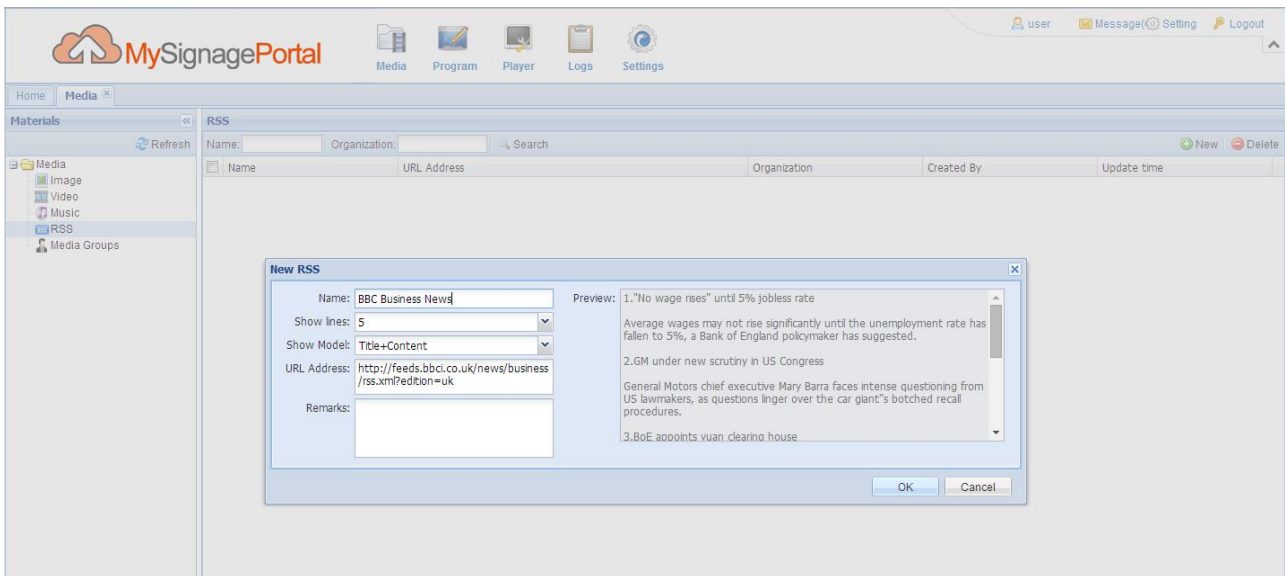 user Message( Setting Logout
MySignagePortal
Media Program Player Logs Settings
Home Media
Materials
RSS
Refresh
Name: Organization: Search New Delete
Name URL Address Organization Created By Update time
Media
Image
Video
Music
RSS
Media Groups
New RSS
Name: BBC Business News
Show lines: 5
Show Model: Title+Content
URL Address: http://feeds.bbci.co.uk/news/business
/rss.xml?edition=uk
Remarks:
Preview: 1."No wage rises" until 5% jobless rate
Average wages may not rise significantly until the unemployment rate has
fallen to 5%, a Bank of England policymaker has suggested.
2.GM under new scrutiny in US Congress
General Motors chief executive Mary Barra faces intense questioning from
US lawmakers, as questions linger over the car giant"s botched recall
procedures.
3.BoE appoints yuan clearing house
OK Cancel